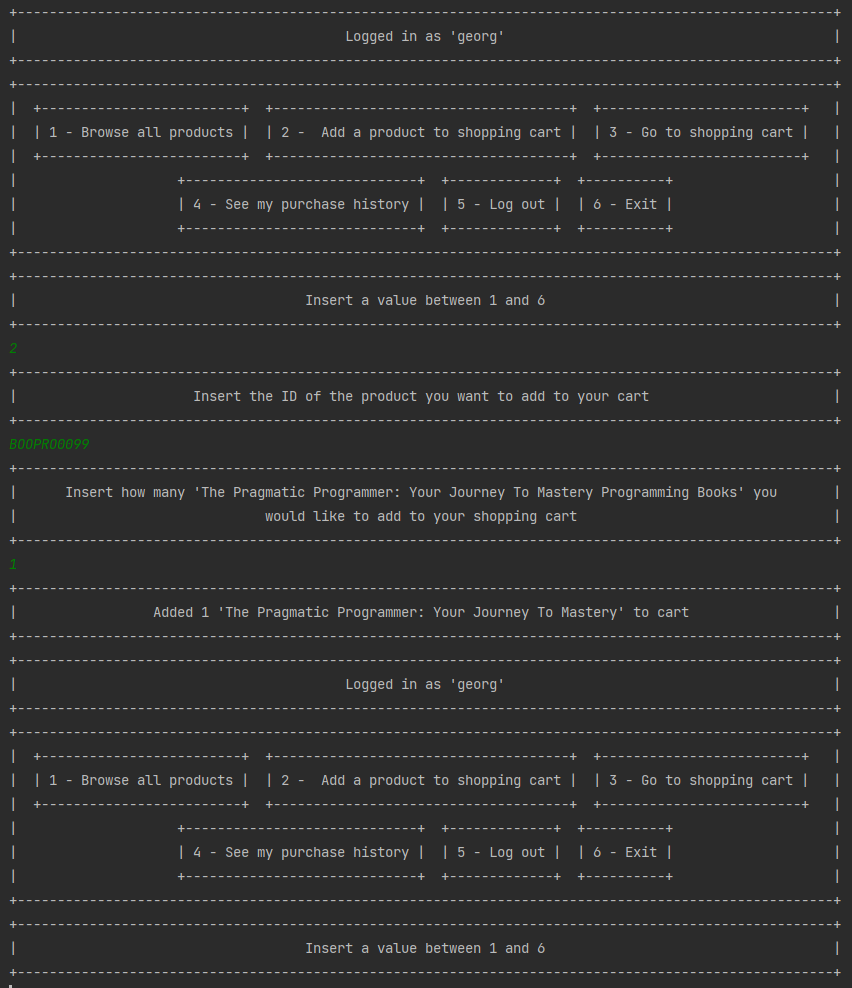 Logged in as 'georg'
1 - Browse all products | 2 -  Add a product to shopping cart | 3 - Go to shopping cart
4 - See my purchase history | 5 - Log out | 6 - Exit
Insert a value between 1 and 6
2
Insert the ID of the product you want to add to your cart
BOOPRO0099
Insert how many 'The Pragmatic Programmer: Your Journey To Mastery Programming Books' you
would like to add to your shopping cart
1
Added 1 'The Pragmatic Programmer: Your Journey To Mastery' to cart
Logged in as 'georg'
1 - Browse all products | 2 -  Add a product to shopping cart | 3 - Go to shopping cart
4 - See my purchase history | 5 - Log out | 6 - Exit
Insert a value between 1 and 6